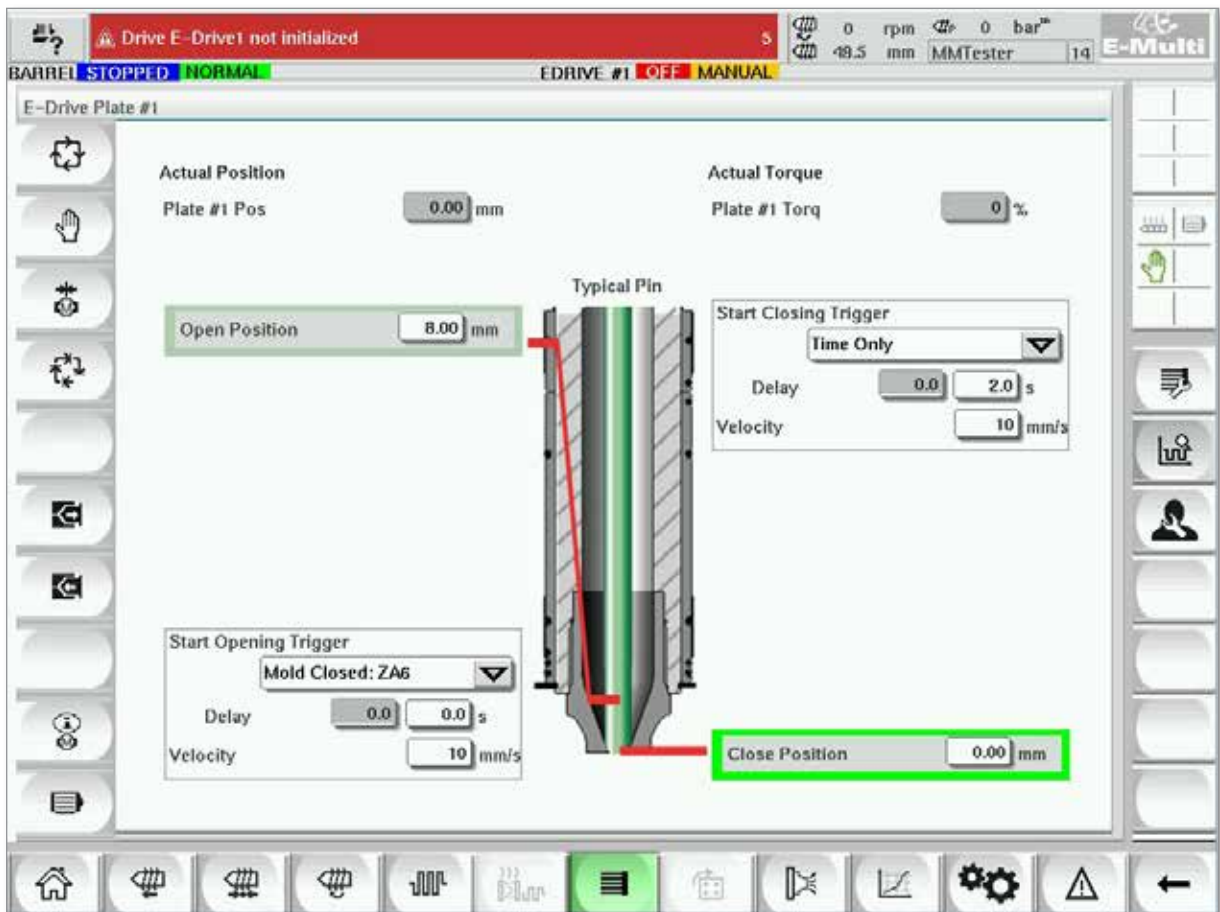 ? Drive E-Drive1 not initialized 5 0 rpm 0 bar
48.5 mm MMTester 14 E-Multi
BARREL STOPPED NORMAL EDRIVE #1 OFF MANUAL
E-Drive Plate #1
Actual Position Actual Torque
Plate #1 Pos 0.00 mm Plate #1 Torq 0 %
Typical Pin
Open Position 8.00 mm
Start Closing Trigger
Time Only
Delay 0.0 2.0 s
Velocity 10 mm/s
Start Opening Trigger
Mold Closed: ZA6
Delay 0.0 0.0 s
Velocity 10 mm/s
Close Position 0.00 mm